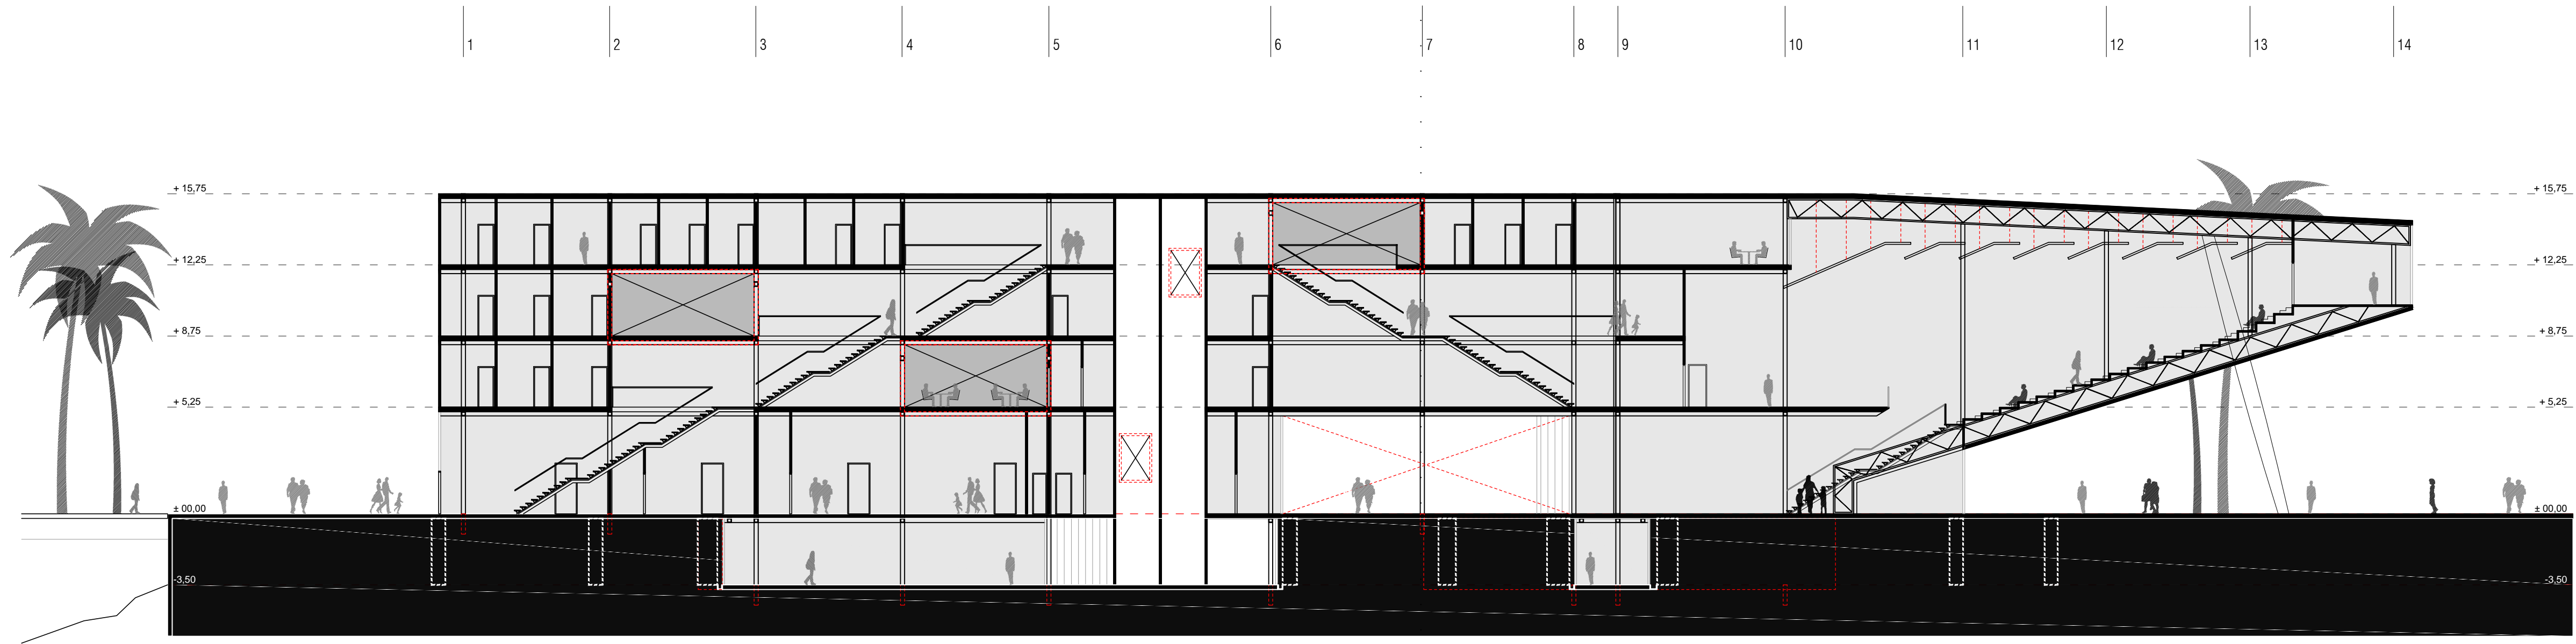 1 2 3 4 5 6 7 8 9 10 11 12 13 14
+ 15,75 + 15,75
+ 12,25 + 12,25
+ 8,75 + 8,75
+ 5,25 + 5,25
± 00,00 ± 00,00
-3,50 -3,50